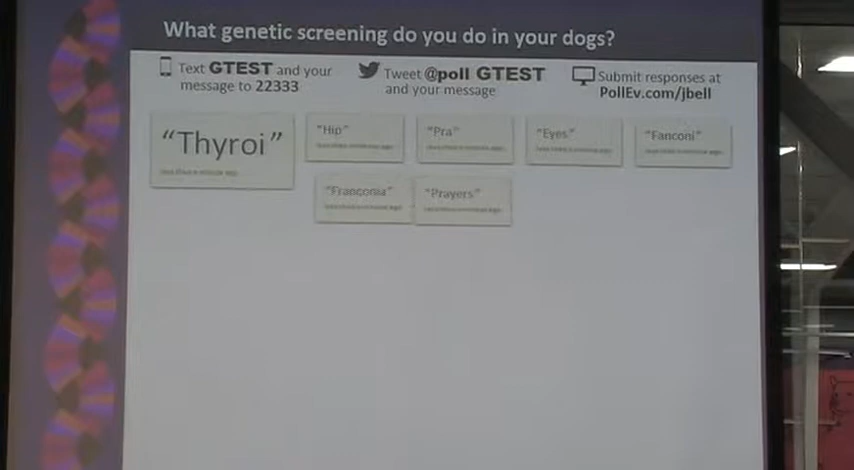 What genetic screening do you do in your dogs?
Text GTEST and your
message to 22333
Tweet @poll GTEST
and your message
Submit responses at
PollEv.com/jbell
"Thyroi"
"Hip"
"Pra"
"Eyes"
"Fanconi"
"Franconia"
"Prayers"